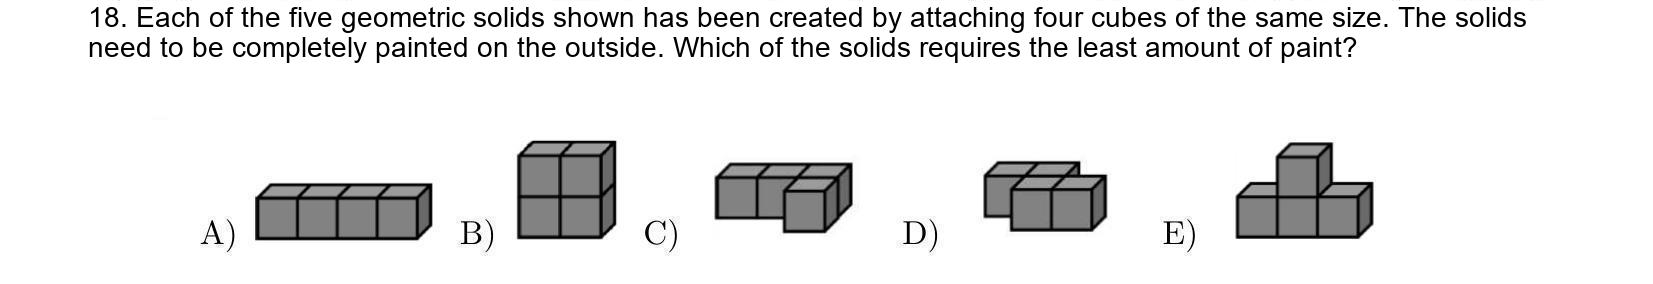 18. Each of the five geometric solids shown has been created by attaching four cubes of the same size. The solids
need to be completely painted on the outside. Which of the solids requires the least amount of paint?
A) B) C) D) E)